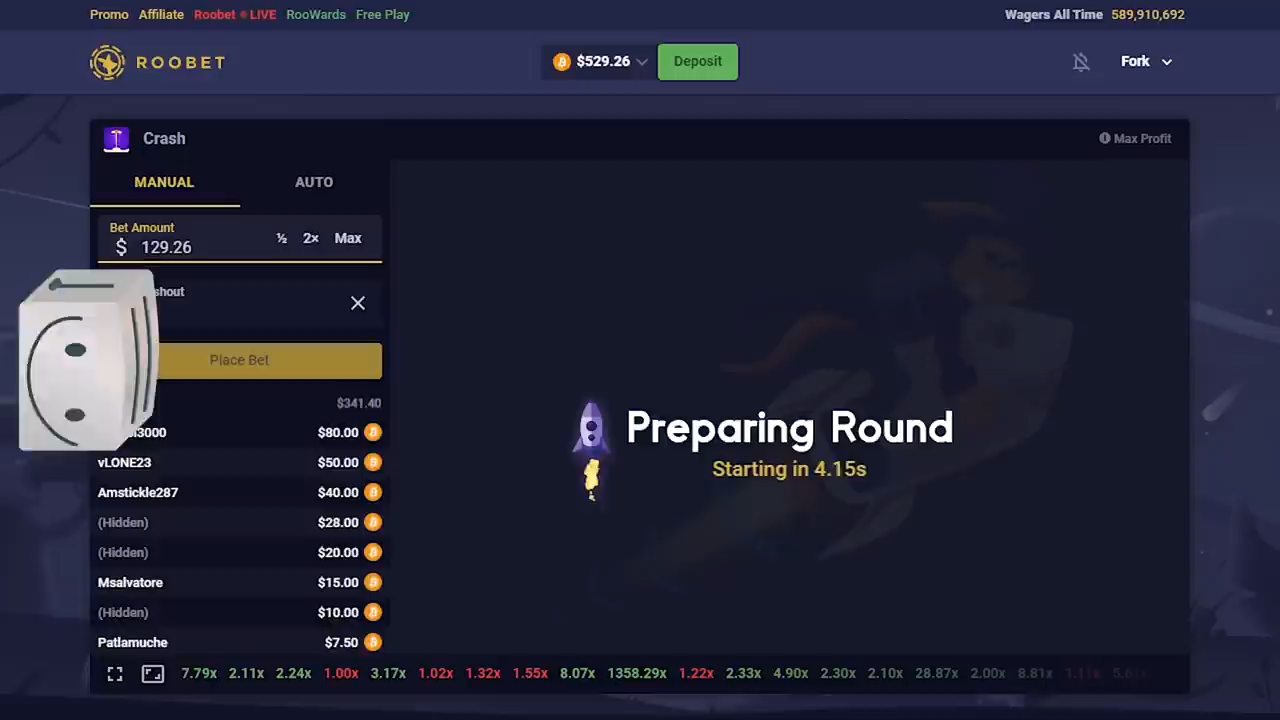 Promo Affiliate Roobet LIVE RooWards Free Play Wagers All Time 589,910,692
ROOBET $529.26 Deposit Fork
Crash Max Profit
MANUAL AUTO
Bet Amount
$ 129.26 ½ 2× Max
shout
Place Bet
$341.40
3000 $80.00
vLONE23 $50.00
Amstickle287 $40.00
(Hidden) $28.00
(Hidden) $20.00
Msalvatore $15.00
(Hidden) $10.00
Patlamuche $7.50
Preparing Round
Starting in 4.15s
7.79x 2.11x 2.24x 1.00x 3.17x 1.02x 1.32x 1.55x 8.07x 1358.29x 1.22x 2.33x 4.90x 2.30x 2.10x 28.87x 2.00x 8.81x